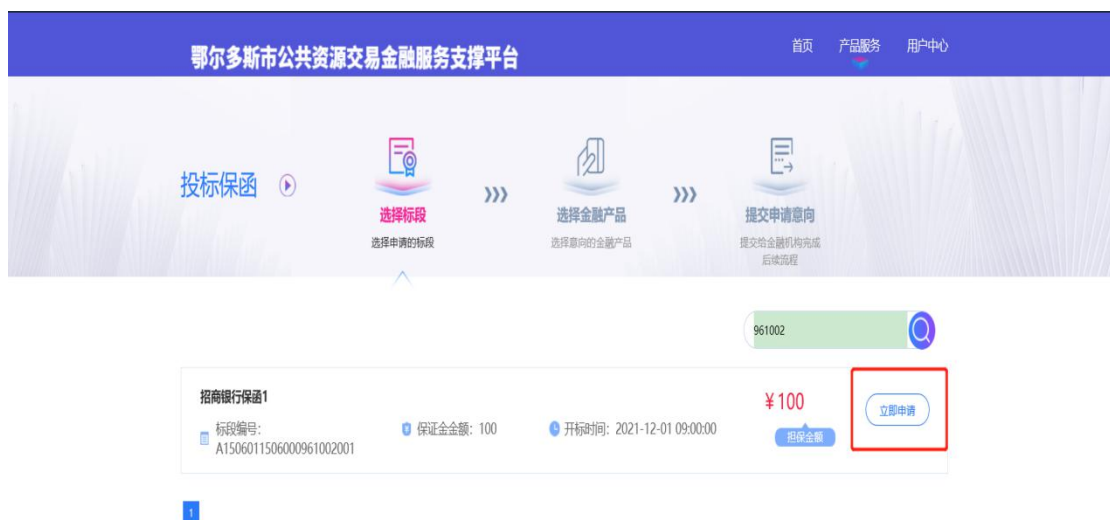 鄂尔多斯市公共资源交易金融服务支撑平台
首页 产品服务 用户中心
投标保函
选择标段
选择申请的标段
选择金融产品
选择意向的金融产品
提交申请意向
提交给金融机构完成
后续流程
961002
招商银行保函1
标段编号：
A1506011506000961002001
保证金金额：100
开标时间：2021-12-01 09:00:00
￥100
担保金额
立即申请
1